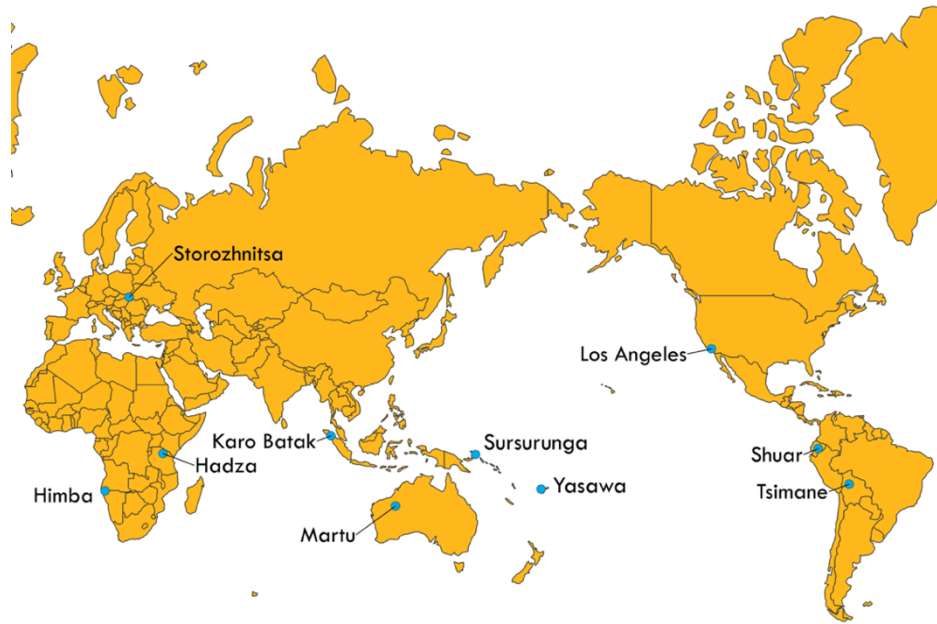 Storozhnitsa
Los Angeles
Karo Batak
Sursurunga
Shuar
Hadza
Himba
Yasawa
Tsimane
Martu